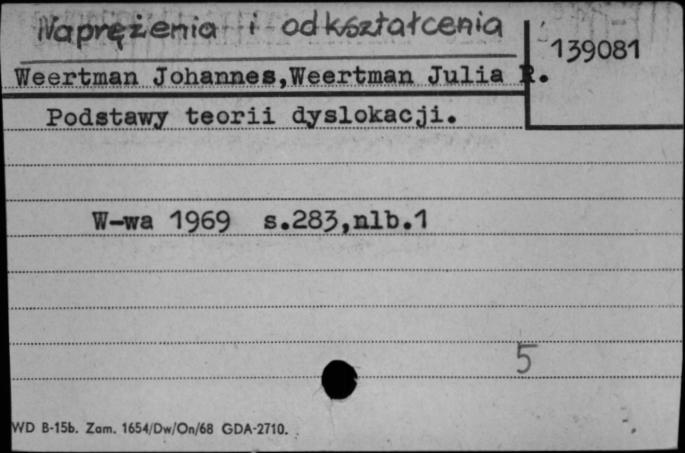 Naprężenia i odkształcenia
139081
Weertman Johannes,Weertman Julia R.
Podstawy teorii dyslokacji.
W-wa 1969 s.283,nlb.1
5
WD B-15b. Zam. 1654/Dw/On/68 GDA-2710.